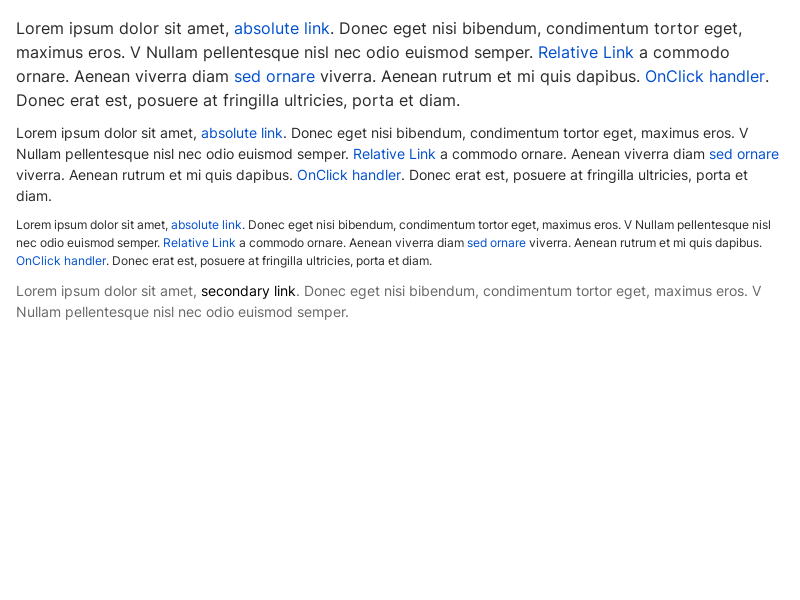 Lorem ipsum dolor sit amet, absolute link. Donec eget nisi bibendum, condimentum tortor eget,
maximus eros. V Nullam pellentesque nisl nec odio euismod semper. Relative Link a commodo
ornare. Aenean viverra diam sed ornare viverra. Aenean rutrum et mi quis dapibus. OnClick handler.
Donec erat est, posuere at fringilla ultricies, porta et diam.
Lorem ipsum dolor sit amet, absolute link. Donec eget nisi bibendum, condimentum tortor eget, maximus eros. V
Nullam pellentesque nisl nec odio euismod semper. Relative Link a commodo ornare. Aenean viverra diam sed ornare
viverra. Aenean rutrum et mi quis dapibus. OnClick handler. Donec erat est, posuere at fringilla ultricies, porta et
diam.
Lorem ipsum dolor sit amet, absolute link. Donec eget nisi bibendum, condimentum tortor eget, maximus eros. V Nullam pellentesque nisl
nec odio euismod semper. Relative Link a commodo ornare. Aenean viverra diam sed ornare viverra. Aenean rutrum et mi quis dapibus.
OnClick handler. Donec erat est, posuere at fringilla ultricies, porta et diam.
Lorem ipsum dolor sit amet, secondary link. Donec eget nisi bibendum, condimentum tortor eget, maximus eros. V
Nullam pellentesque nisl nec odio euismod semper.